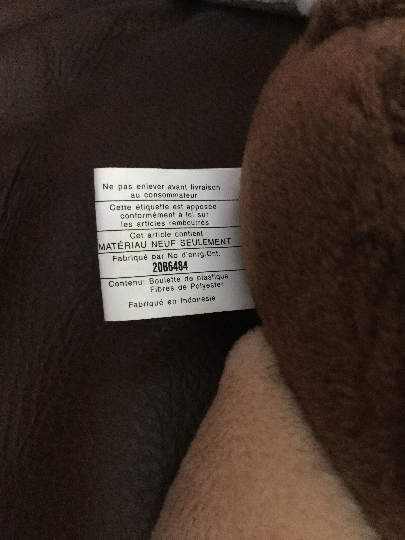 Ne pas enlever avant livraison
au consommateur
Cette étiquette est apposée
conformément à loi sur
les articles rembourrés
Cet article contient
MATÉRIAU NEUF SEULEMENT
Fabriqué par No d'enrg.Ont.
20B6484
Contenu: Boulette de plastique
Fibres de Polyester
Fabriqué en Indonesie